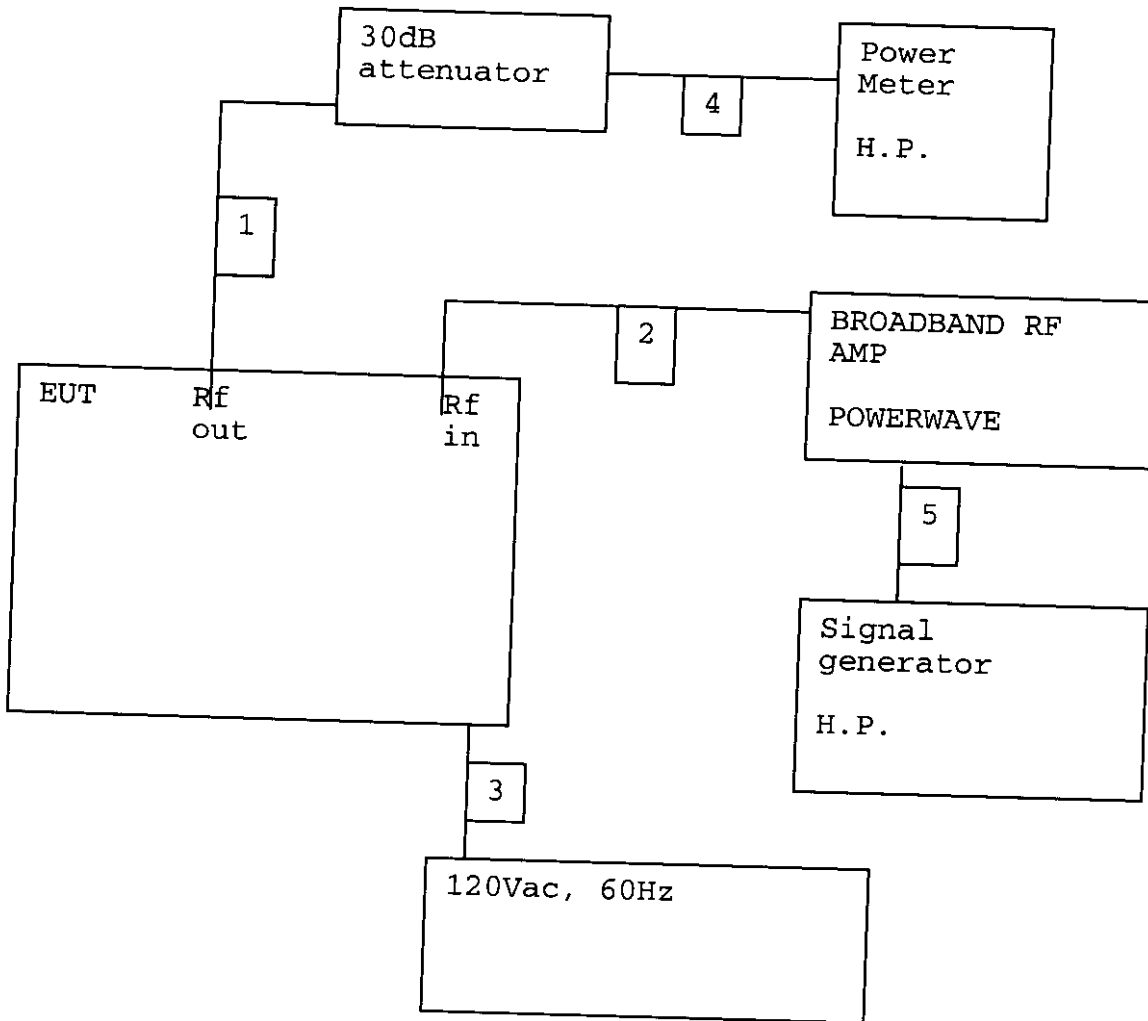 30dB
attenuator
Power
Meter
H.P.
4
1
2
BROADBAND RF
AMP
POWERWAVE
EUT
Rf
out
Rf
in
5
Signal
generator
H.P.
3
120Vac, 60Hz